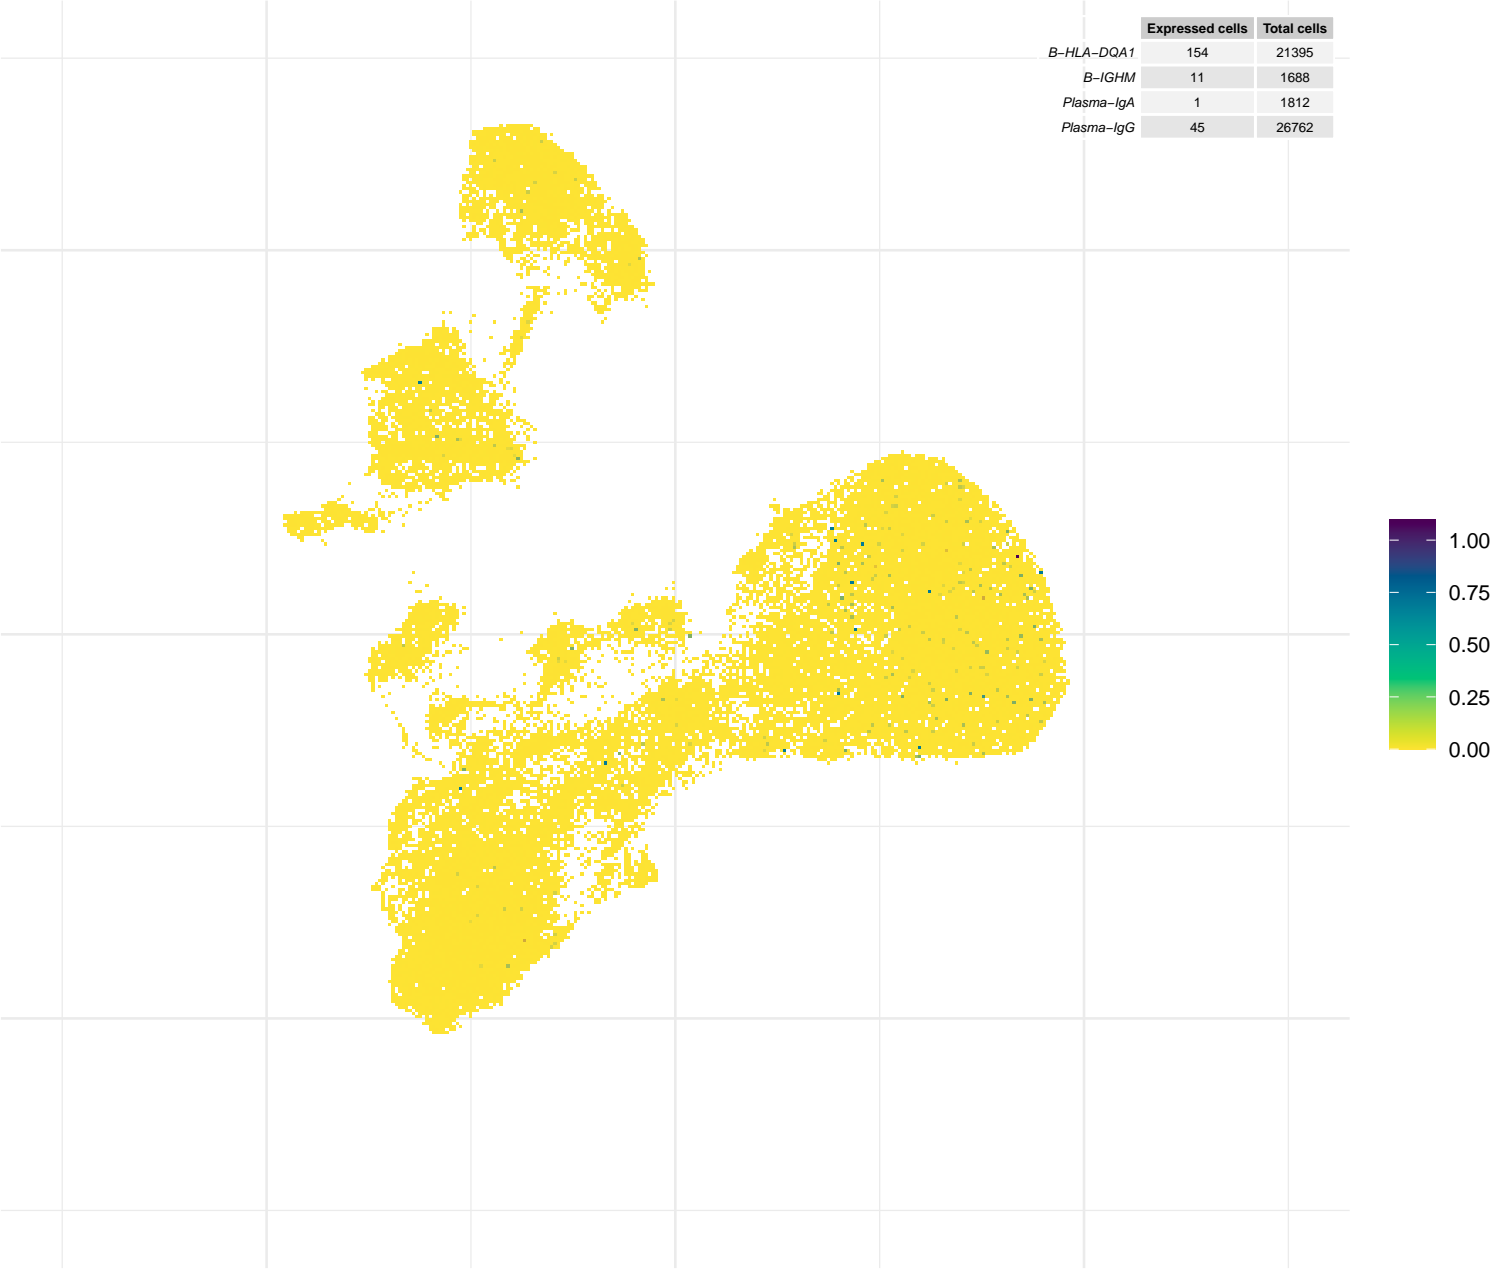 Expressed cells Total cells
B−HLA−DQA1 154 21395
B−IGHM 11 1688
Plasma−IgA 1 1812
Plasma−IgG 45 26762
1.00
0.75
0.50
0.25
0.00